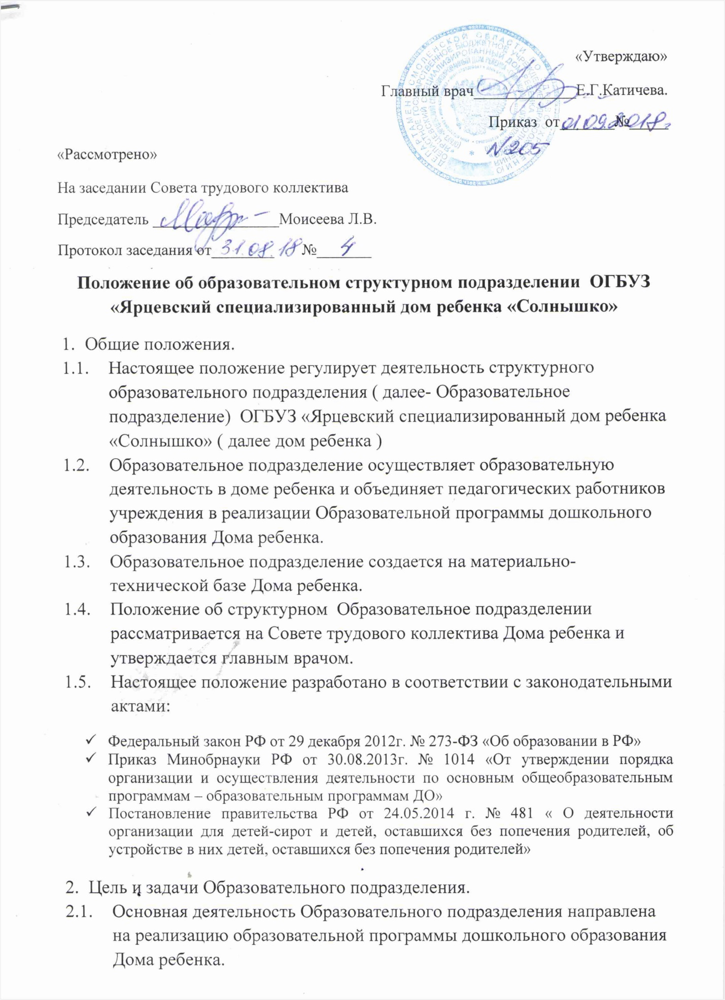 «Утверждаю»
Главный врач______________Е.Г.Катичева.
Приказ от 01.09.2018г №_____
N205
«Рассмотрено»
На заседании Совета трудового коллектива
Председатель ________________Моисеева Л.В.
Протокол заседания от 31.08.18 № 4
Положение об образовательном структурном подразделении ОГБУЗ
«Ярцевский специализированный дом ребенка «Солнышко»
1. Общие положения.
1.1. Настоящее положение регулирует деятельность структурного
образовательного подразделения ( далее- Образовательное
подразделение) ОГБУЗ «Ярцевский специализированный дом ребенка
«Солнышко» ( далее дом ребенка )
1.2. Образовательное подразделение осуществляет образовательную
деятельность в доме ребенка и объединяет педагогических работников
учреждения в реализации Образовательной программы дошкольного
образования Дома ребенка.
1.3. Образовательное подразделение создается на материально-
технической базе Дома ребенка.
1.4. Положение об структурном Образовательное подразделении
рассматривается на Совете трудового коллектива Дома ребенка и
утверждается главным врачом.
1.5. Настоящее положение разработано в соответствии с законодательными
актами:
✓ Федеральный закон РФ от 29 декабря 2012г. № 273-ФЗ «Об образовании в РФ»
✓ Приказ Минобрнауки РФ от 30.08.2013г. № 1014 «От утверждении порядка
организации и осуществления деятельности по основным общеобразовательным
программам – образовательным программам ДО»
✓ Постановление правительства РФ от 24.05.2014 г. № 481 « О деятельности
организации для детей-сирот и детей, оставшихся без попечения родителей, об
устройстве в них детей, оставшихся без попечения родителей»
2. Цель и задачи Образовательного подразделения.
2.1. Основная деятельность Образовательного подразделения направлена
на реализацию образовательной программы дошкольного образования
Дома ребенка.